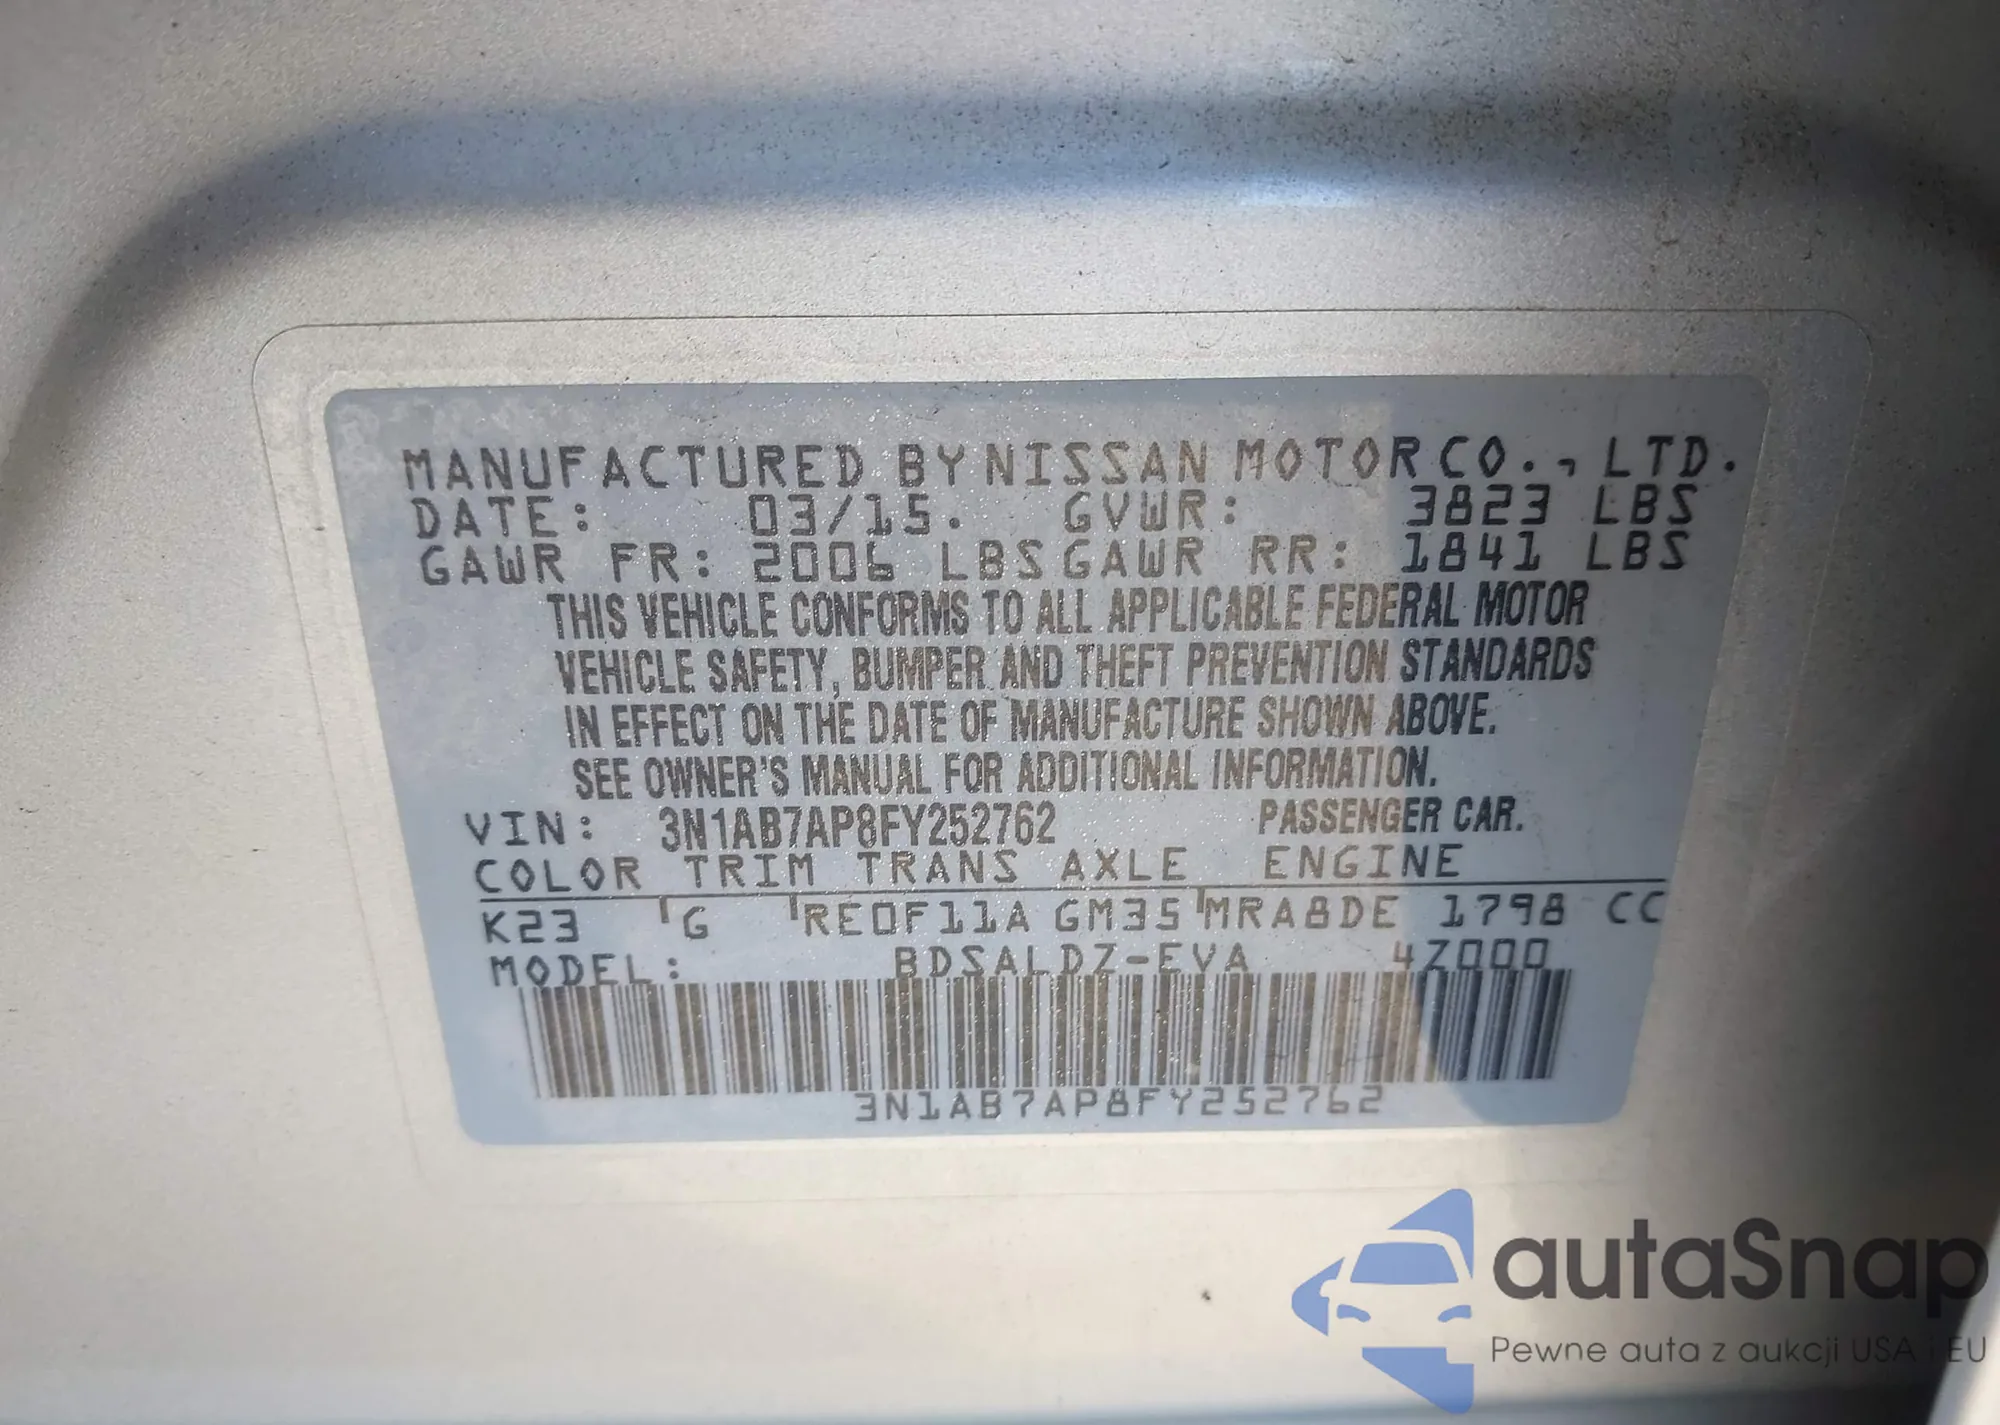 MANUFACTURED BY NISSAN MOTOR CO., LTD.
DATE: 03/15. GVWR: 3823 LBS
GAWR FR: 2006 LBS GAWR RR: 1841 LBS
THIS VEHICLE CONFORMS TO ALL APPLICABLE FEDERAL MOTOR
VEHICLE SAFETY, BUMPER AND THEFT PREVENTION STANDARDS
IN EFFECT ON THE DATE OF MANUFACTURE SHOWN ABOVE.
SEE OWNER'S MANUAL FOR ADDITIONAL INFORMATION.
VIN: 3N1AB7AP8FY252762 PASSENGER CAR.
COLOR TRIM TRANS AXLE ENGINE
K23 G RE0F11A GM35 MRA8DE 1798 CC
MODEL: BDSALDZ-EVA 4Z000
3N1AB7AP8FY252762
autaSnap
Pewne auta z aukcji USA i EU